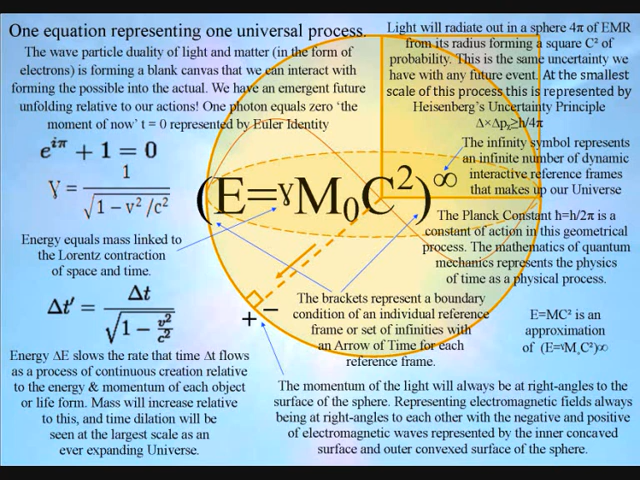 One equation representing one universal process.
The wave particle duality of light and matter (in the form of
electrons) is forming a blank canvas that we can interact with
forming the possible into the actual. We have an emergent future
unfolding relative to our actions! One photon equals zero ‘the
moment of now’ t = 0 represented by Euler Identity
e^{iπ} + 1 = 0
γ = 1 / √1 − v²/c²
Energy equals mass linked to
the Lorentz contraction
of space and time.
Δt′ = Δt / √1 − v²/c²
Energy ΔE slows the rate that time Δt flows
as a process of continuous creation relative
to the energy & momentum of each object
or life form. Mass will increase relative
to this, and time dilation will be
seen at the largest scale as an
ever expanding Universe.
Light will radiate out in a sphere 4π of EMR
from its radius forming a square C² of
probability. This is the same uncertainty we
have with any future event. At the smallest
scale of this process this is represented by
Heisenberg's Uncertainty Principle
Δ×Δpₓ≥h/4π
The infinity symbol represents
an infinite number of dynamic
interactive reference frames
that makes up our Universe
(E=ɤM₀C²)∞
The Planck Constant ħ=h/2π is a
constant of action in this geometrical
process. The mathematics of quantum
mechanics represents the physics
of time as a physical process.
The brackets represent a boundary
condition of an individual reference
frame or set of infinities with
an Arrow of Time for each
reference frame.
E=MC² is an
approximation
of (E=ɤM.C²)∞
+ −
The momentum of the light will always be at right-angles to the
surface of the sphere. Representing electromagnetic fields always
being at right-angles to each other with the negative and positive
of electromagnetic waves represented by the inner concaved
surface and outer convexed surface of the sphere.